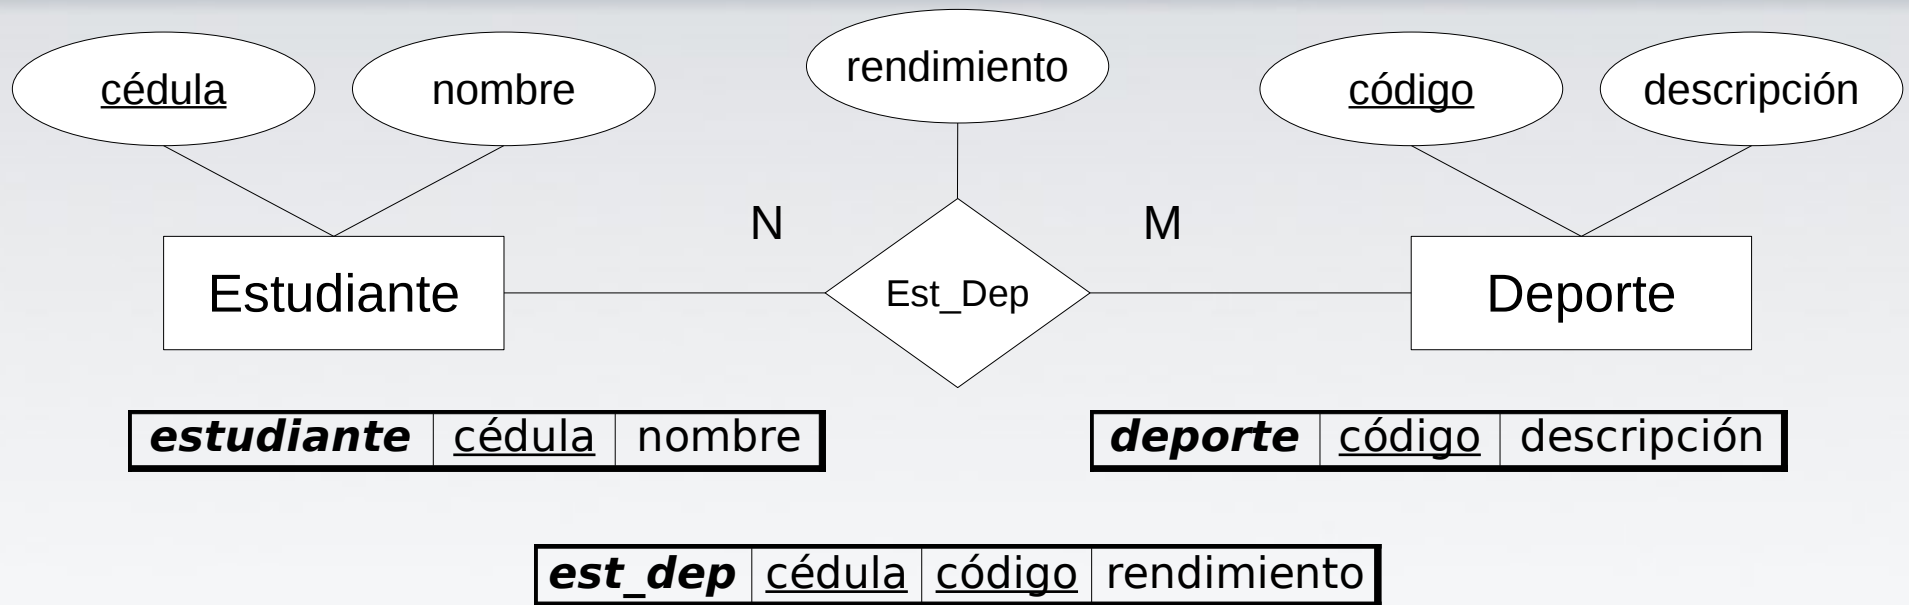 cédula nombre rendimiento código descripción
N M
Estudiante Est_Dep Deporte
estudiante cédula nombre deporte código descripción
est_dep cédula código rendimiento